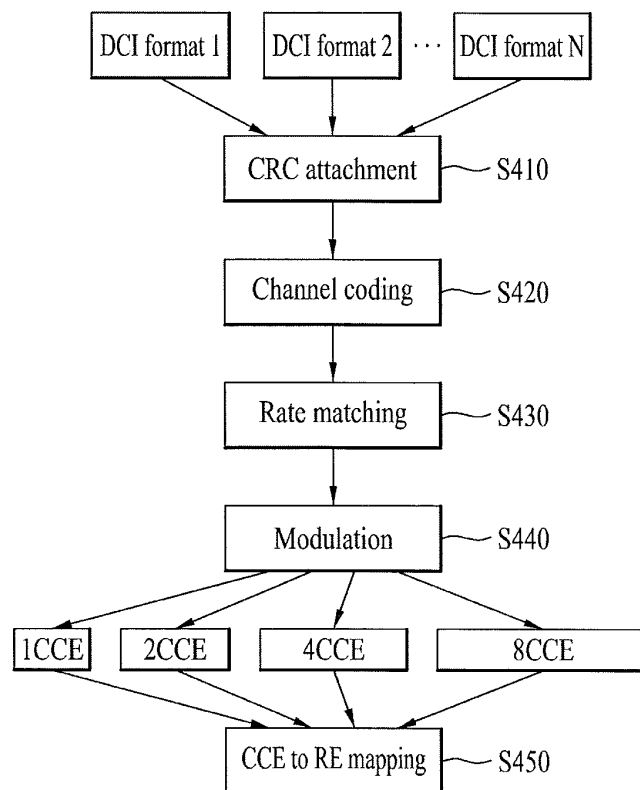 DCI format 1
DCI format 2
...
DCI format N
CRC attachment
S410
Channel coding
S420
Rate matching
S430
Modulation
S440
1CCE
2CCE
4CCE
8CCE
CCE to RE mapping
S450